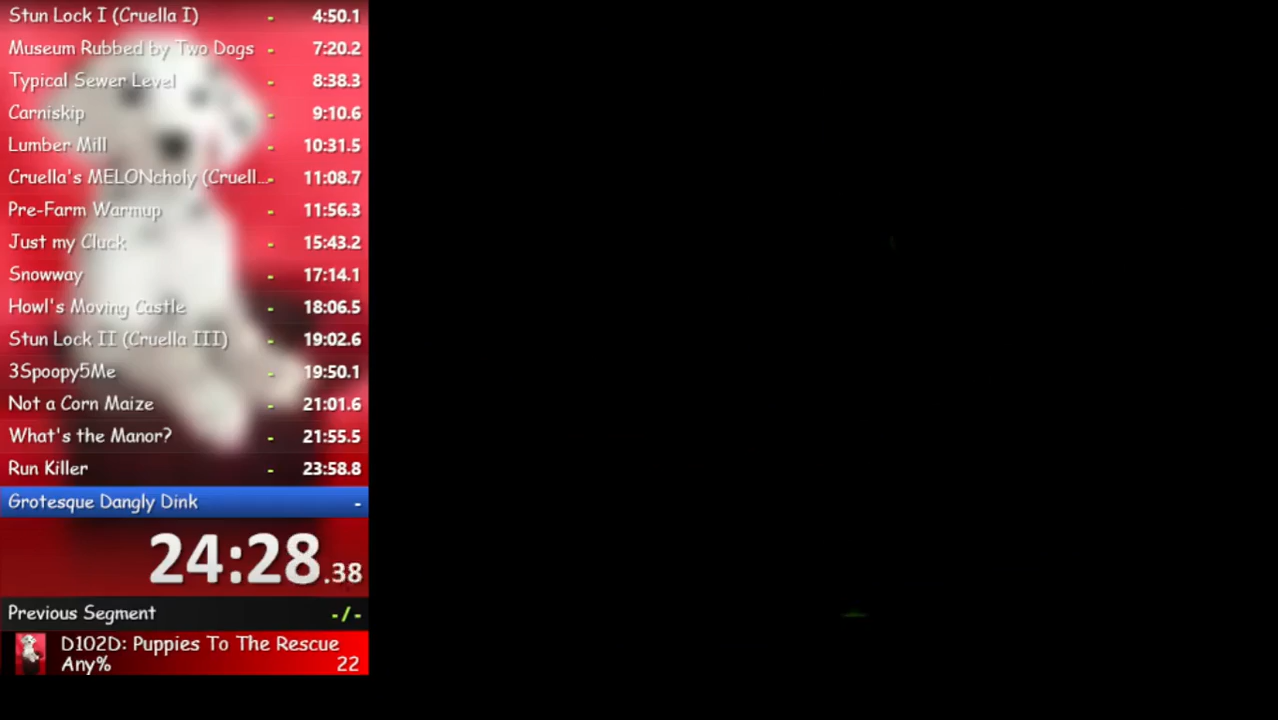 Stun Lock I (Cruella I) - 4:50.1
Museum Rubbed by Two Dogs - 7:20.2
Typical Sewer Level - 8:38.3
Carniskip - 9:10.6
Lumber Mill - 10:31.5
Cruella's MELONcholy (Cruell... - 11:08.7
Pre-Farm Warmup - 11:56.3
Just my Cluck - 15:43.2
Snowway - 17:14.1
Howl's Moving Castle - 18:06.5
Stun Lock II (Cruella III) - 19:02.6
3Spoopy5Me - 19:50.1
Not a Corn Maize - 21:01.6
What's the Manor? - 21:55.5
Run Killer - 23:58.8
Grotesque Dangly Dink -
24:28.38
Previous Segment -/-
D102D: Puppies To The Rescue
Any% 22